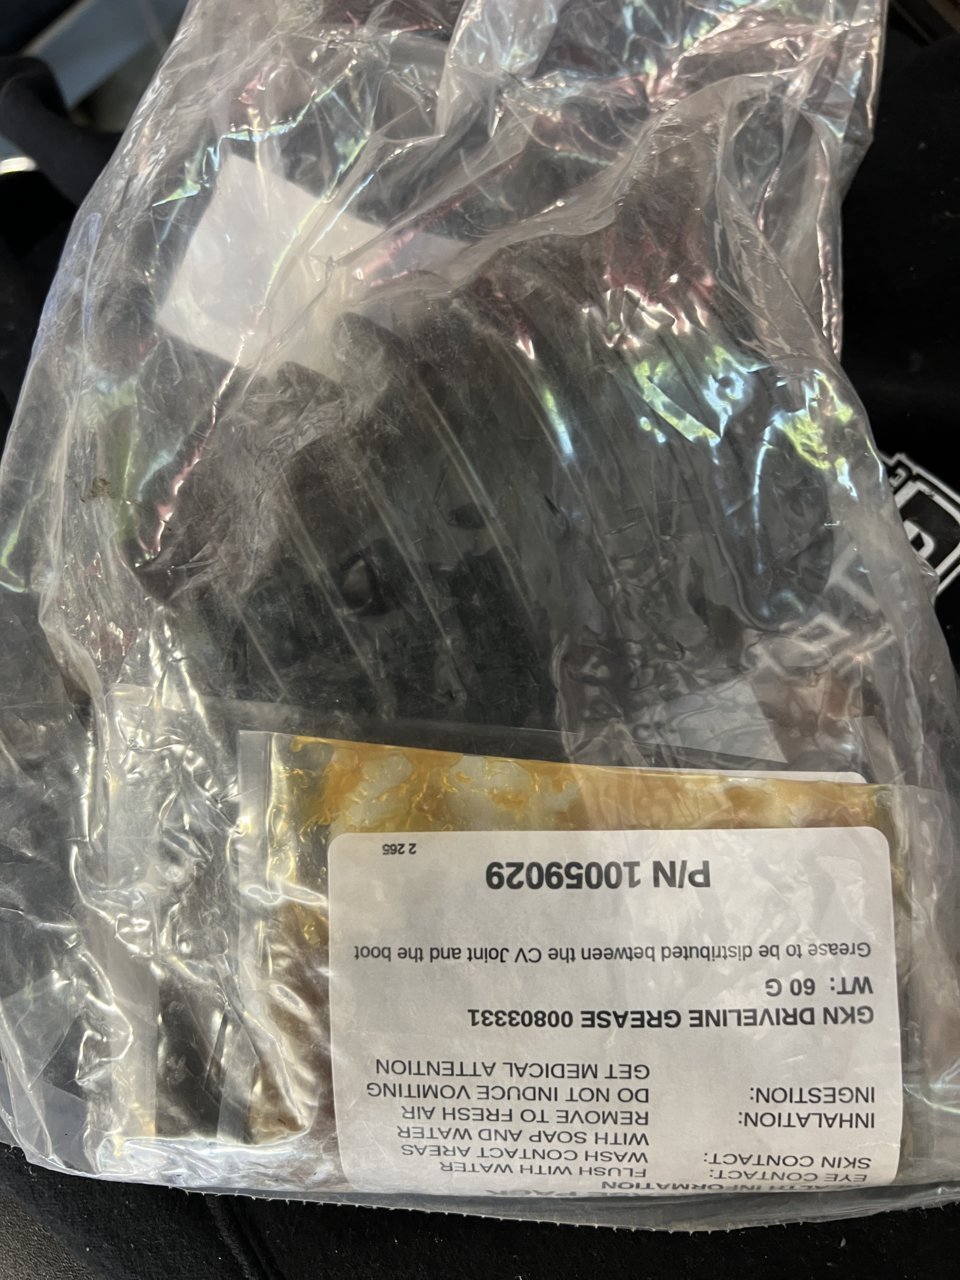 HEALTH INFORMATION
EYE CONTACT: FLUSH WITH WATER
SKIN CONTACT: WASH CONTACT AREAS
WITH SOAP AND WATER
INHALATION: REMOVE TO FRESH AIR
INGESTION: DO NOT INDUCE VOMITING
GET MEDICAL ATTENTION
GKN DRIVELINE GREASE 00803331
WT: 60 G
Grease to be distributed between the CV Joint and the boot
P/N 10059029
2 265